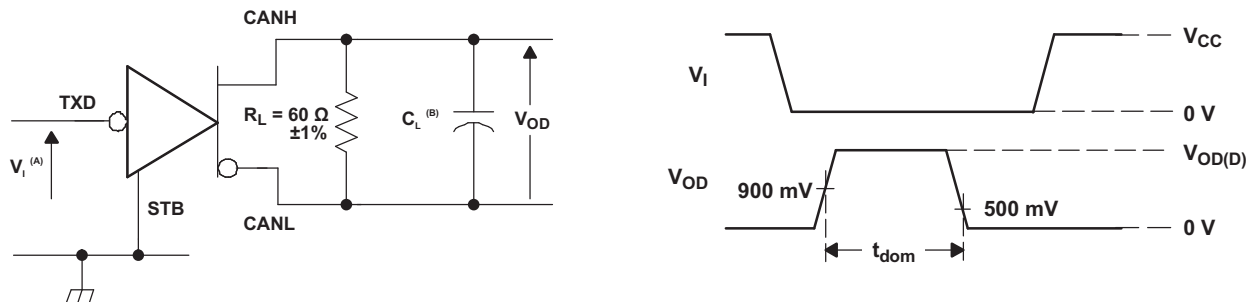 CANH
TXD
R_L = 60 Ω
±1%
C_L (B)
V_OD
V_I (A)
STB
CANL
V_I
V_CC
0 V
V_OD
900 mV
500 mV
V_OD(D)
0 V
t_dom